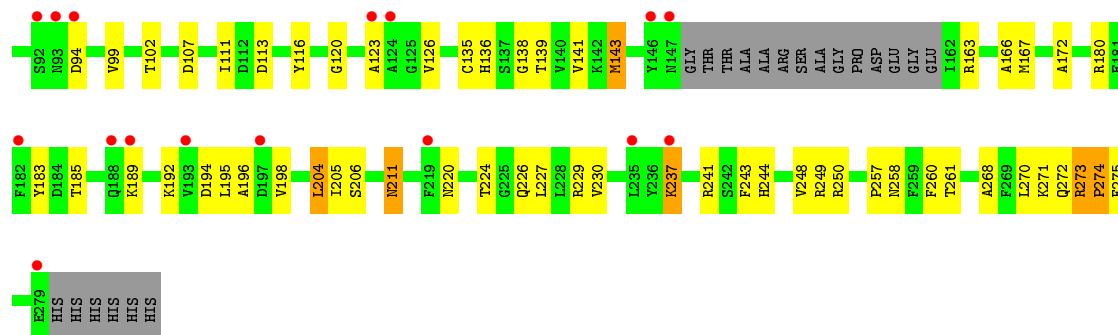 S92 N93 D94 V99 T102 D107 I111 D112 D113 Y116 G120 A123 A124 G125 V126 C135 H136 S137 G138 T139 V140 V141 K142 M143 Y146 N147 GLY THR THR ALA ALA ARG SER ALA GLY PRO ASP GLU GLY GLU I162 R163 A166 M167 A172 R180 E181
F182 Y183 D184 T185 Q188 K189 K192 V193 D194 L195 A196 D197 V198 L204 I205 S206 N211 F219 N220 T224 G225 Q226 L227 L228 R229 V230 L235 Y236 K237 R241 S242 F243 H244 V248 R249 R250 P257 N258 F259 F260 T261 A268 F269 L270 K271 Q272 R273 P274
E279 HIS HIS HIS HIS HIS HIS